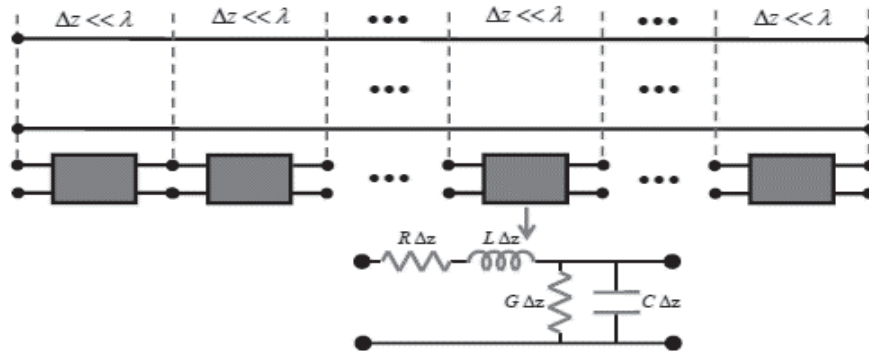 Δz << λ Δz << λ ••• Δz << λ ••• Δz << λ
••• •••
••• •••
R Δz L Δz
G Δz C Δz